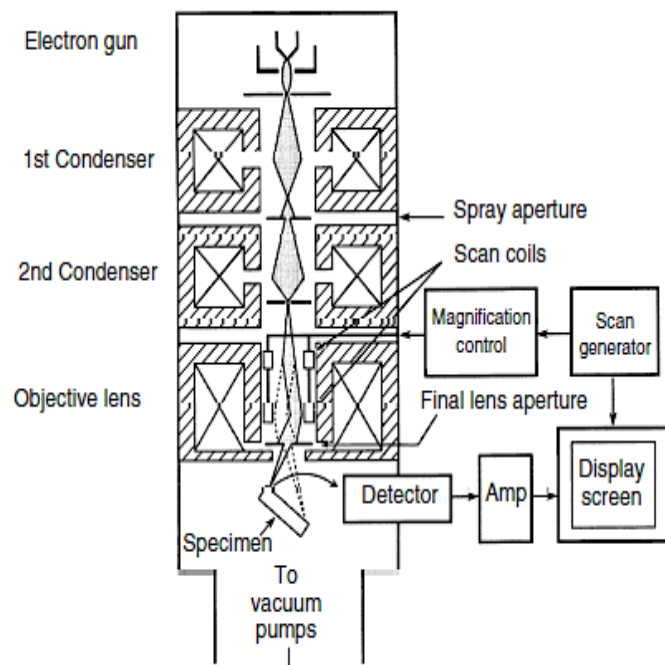 Electron gun
1st Condenser
Spray aperture
Scan coils
2nd Condenser
Magnification
control
Scan
generator
Objective lens
Final lens aperture
Detector
Amp
Display
screen
Specimen
To
vacuum
pumps